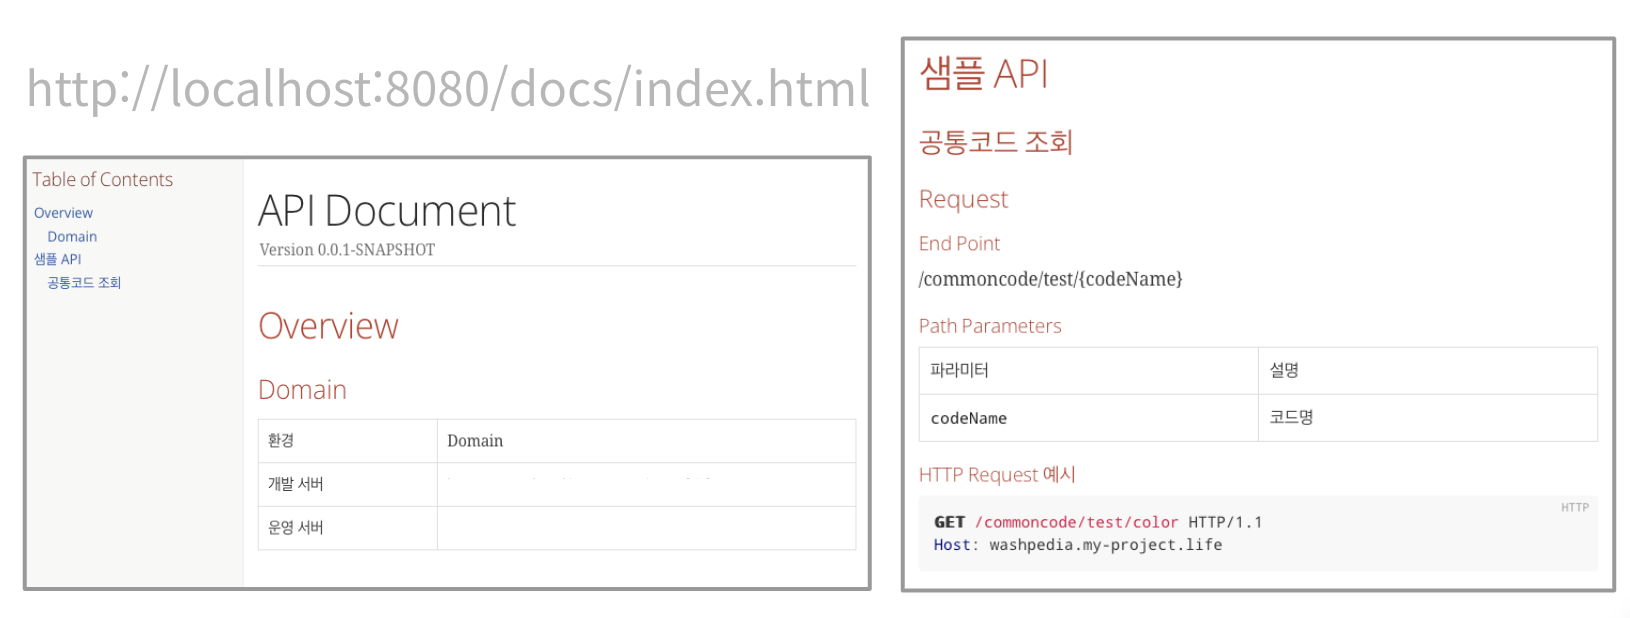 http://localhost:8080/docs/index.html
Table of Contents
Overview
Domain
샘플 API
공통코드 조회
API Document
Version 0.0.1-SNAPSHOT
Overview
Domain
환경 Domain
개발 서버
운영 서버
샘플 API
공통코드 조회
Request
End Point
/commoncode/test/{codeName}
Path Parameters
파라미터 설명
codeName 코드명
HTTP Request 예시
HTTP
GET /commoncode/test/color HTTP/1.1
Host: washpedia.my-project.life